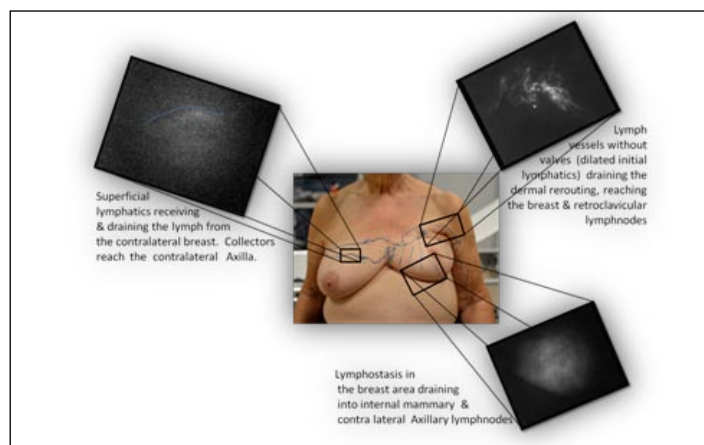 Superficial
lymphatics receiving
& draining the lymph from
the contralateral breast. Collectors
reach the contralateral Axilla.
Lymph
vessels without
valves (dilated initial
lymphatics) draining the
dermal rerouting, reaching
the breast & retroclavicular
lymphnodes
Lymphostasis in
the breast area draining
into internal mammary &
contra lateral Axillary lymphnodes